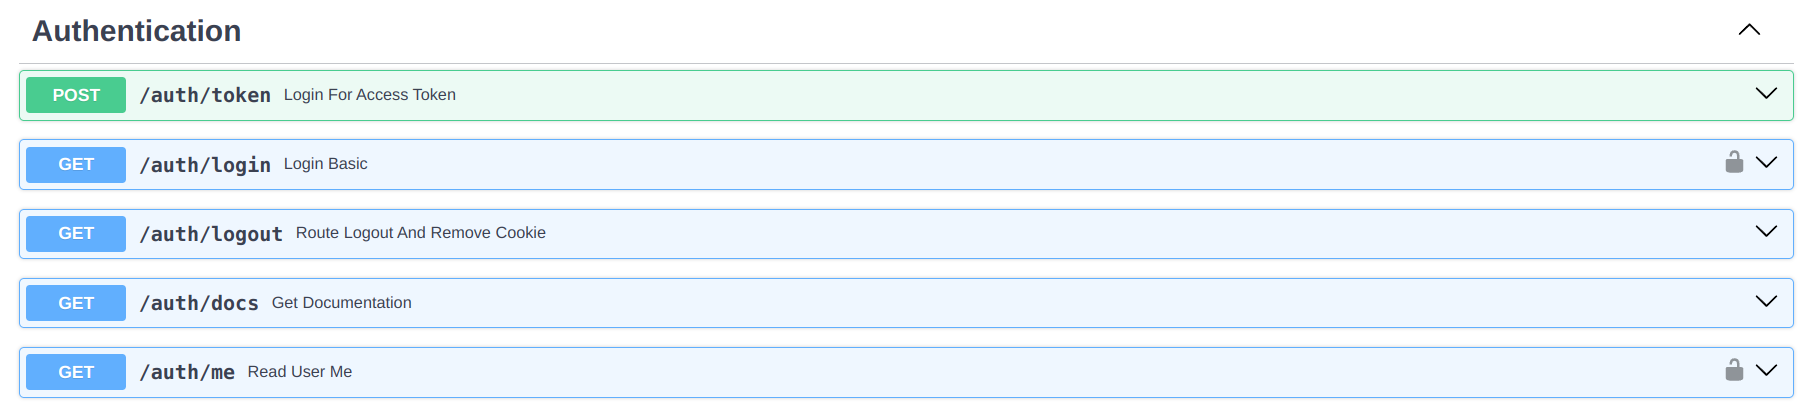 Authentication
POST /auth/token Login For Access Token
GET /auth/login Login Basic
GET /auth/logout Route Logout And Remove Cookie
GET /auth/docs Get Documentation
GET /auth/me Read User Me